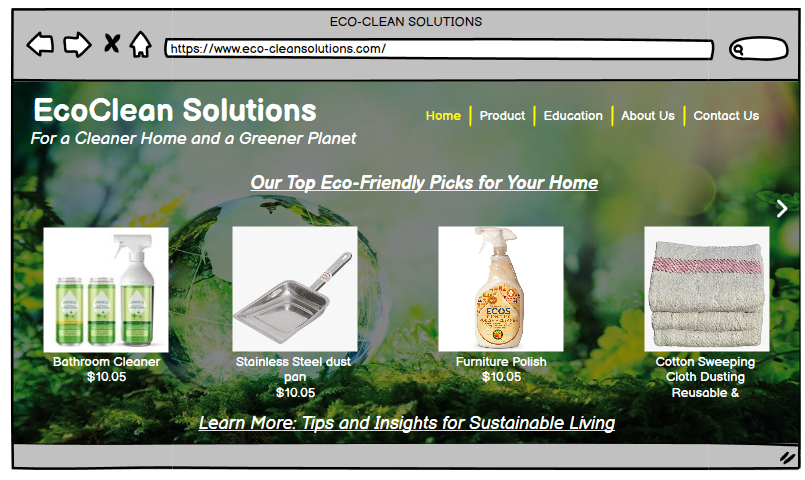 ECO-CLEAN SOLUTIONS
https://www.eco-cleansolutions.com/
EcoClean Solutions
For a Cleaner Home and a Greener Planet
Home
Product
Education
About Us
Contact Us
Our Top Eco-Friendly Picks for Your Home
ECOS
Bathroom Cleaner
$10.05
Stainless Steel dust
pan
$10.05
Furniture Polish
$10.05
Cotton Sweeping
Cloth Dusting
Reusable &
Learn More: Tips and Insights for Sustainable Living